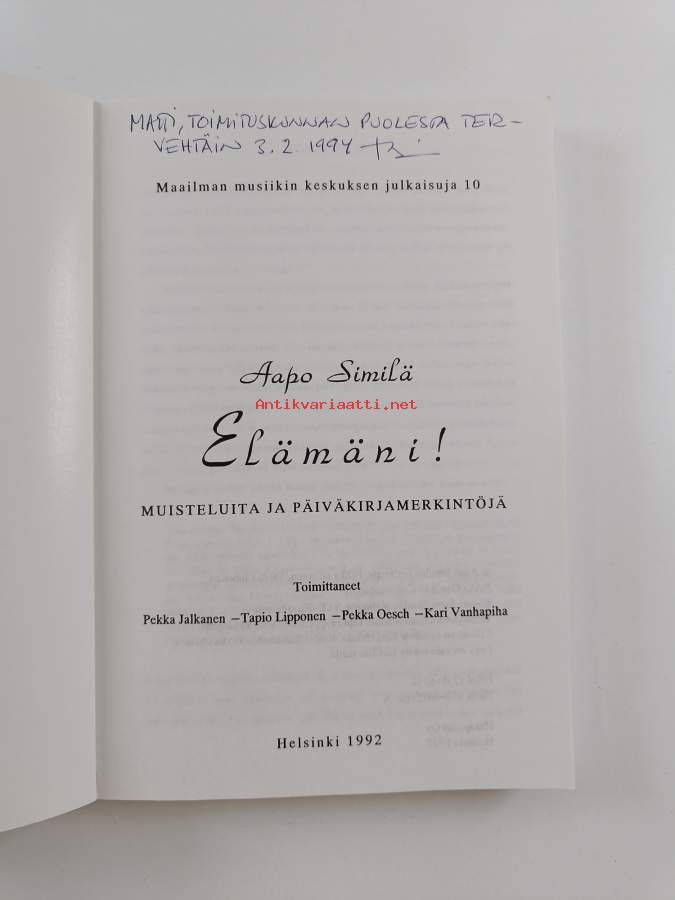 MATTI, TOIMITUSKUNNAN PUOLESTA TER-
VEHTÄIN 3.2.1994
Maailman musiikin keskuksen julkaisuja 10
Aapo Similä
Antikvariaatti.net
Elämäni!
MUISTELUITA JA PÄIVÄKIRJAMERKINTÖJÄ
Toimittaneet
Pekka Jalkanen – Tapio Lipponen – Pekka Oesch – Kari Vanhapiha
Helsinki 1992